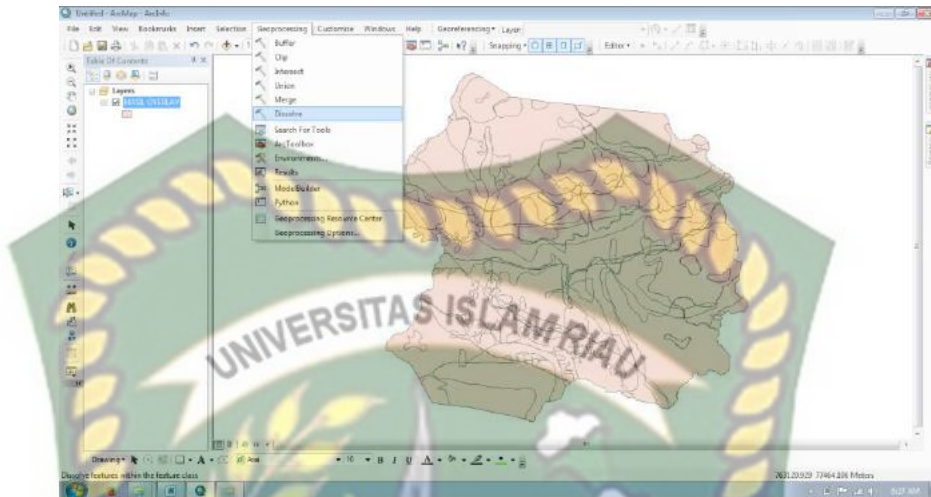 Untitled - ArcMap - ArcInfo
File Edit View Bookmarks Insert Selection Geoprocessing Customize Windows Help Georeferencing Layer:
Snapping Editor
Table Of Contents
Layers
HASIL OVERLAY
Buffer
Clip
Intersect
Union
Merge
Dissolve
Search For Tools
ArcToolbox
Environments...
Results
ModelBuilder
Python
Geoprocessing Resource Center
Geoprocessing Options...
UNIVERSITAS ISLAM RIAU
Drawing A Arial 10 B I U A
Dissolve features within the feature class